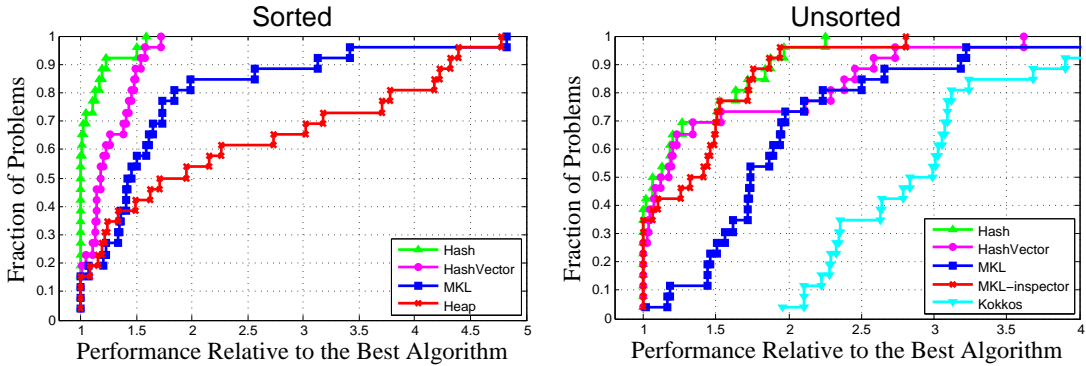 Sorted
Fraction of Problems
1
0.9
0.8
0.7
0.6
0.5
0.4
0.3
0.2
0.1
0
1
1.5
2
2.5
3
3.5
4
4.5
5
Performance Relative to the Best Algorithm
Hash
HashVector
MKL
Heap
Unsorted
Fraction of Problems
1
0.9
0.8
0.7
0.6
0.5
0.4
0.3
0.2
0.1
0
1
1.5
2
2.5
3
3.5
4
Performance Relative to the Best Algorithm
Hash
HashVector
MKL
MKL−inspector
Kokkos